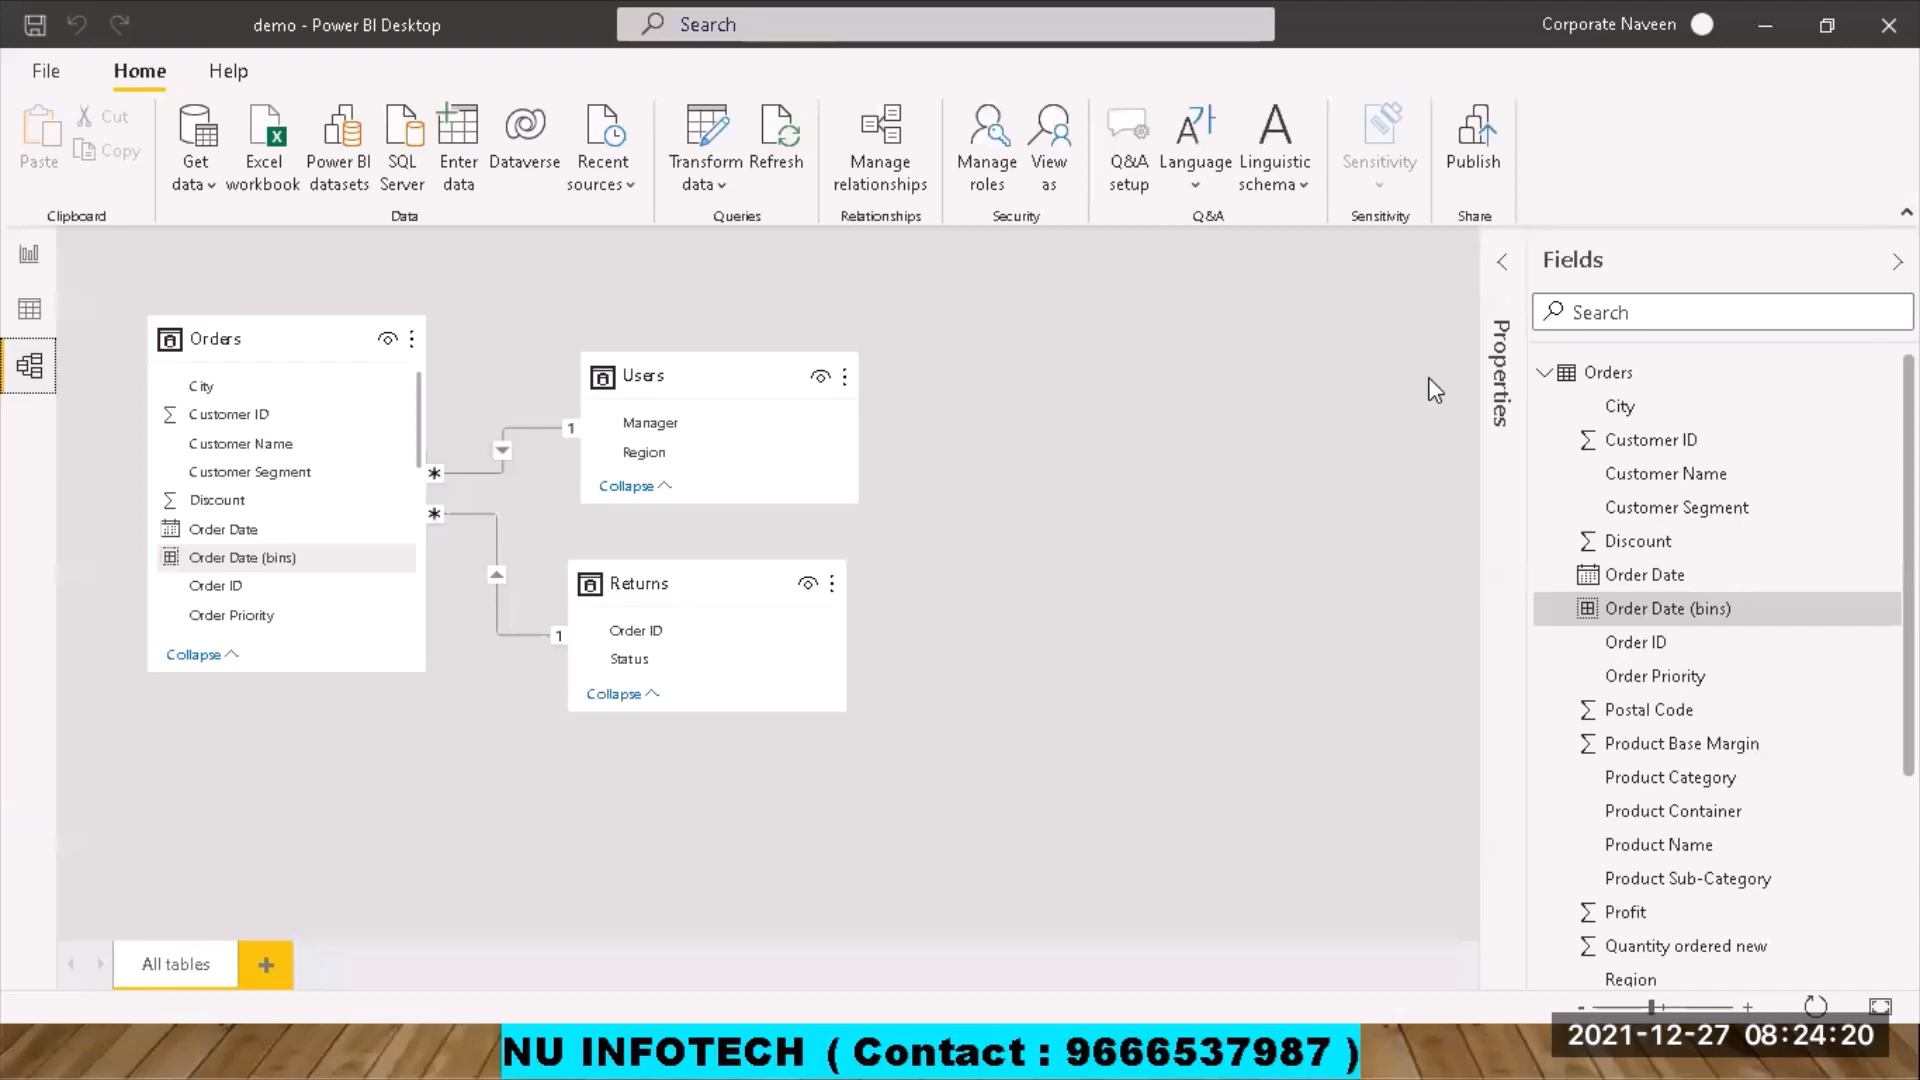 demo - Power BI Desktop
Search
Corporate Naveen
File
Home
Help
Paste
Cut
Copy
Clipboard
Get data
Excel workbook
Power BI datasets
SQL Server
Enter data
Dataverse
Recent sources
Data
Transform data
Refresh
Queries
Manage relationships
Relationships
Manage roles
View as
Security
Q&A setup
Language
Linguistic schema
Q&A
Sensitivity
Sensitivity
Publish
Share
Orders
City
Customer ID
Customer Name
Customer Segment
Discount
Order Date
Order Date (bins)
Order ID
Order Priority
Collapse
*
*
1
1
Users
Manager
Region
Collapse
Returns
Order ID
Status
Collapse
Properties
Fields
Search
Orders
City
Customer ID
Customer Name
Customer Segment
Discount
Order Date
Order Date (bins)
Order ID
Order Priority
Postal Code
Product Base Margin
Product Category
Product Container
Product Name
Product Sub-Category
Profit
Quantity ordered new
Region
All tables
NU INFOTECH ( Contact : 9666537987 )
2021-12-27 08:24:20